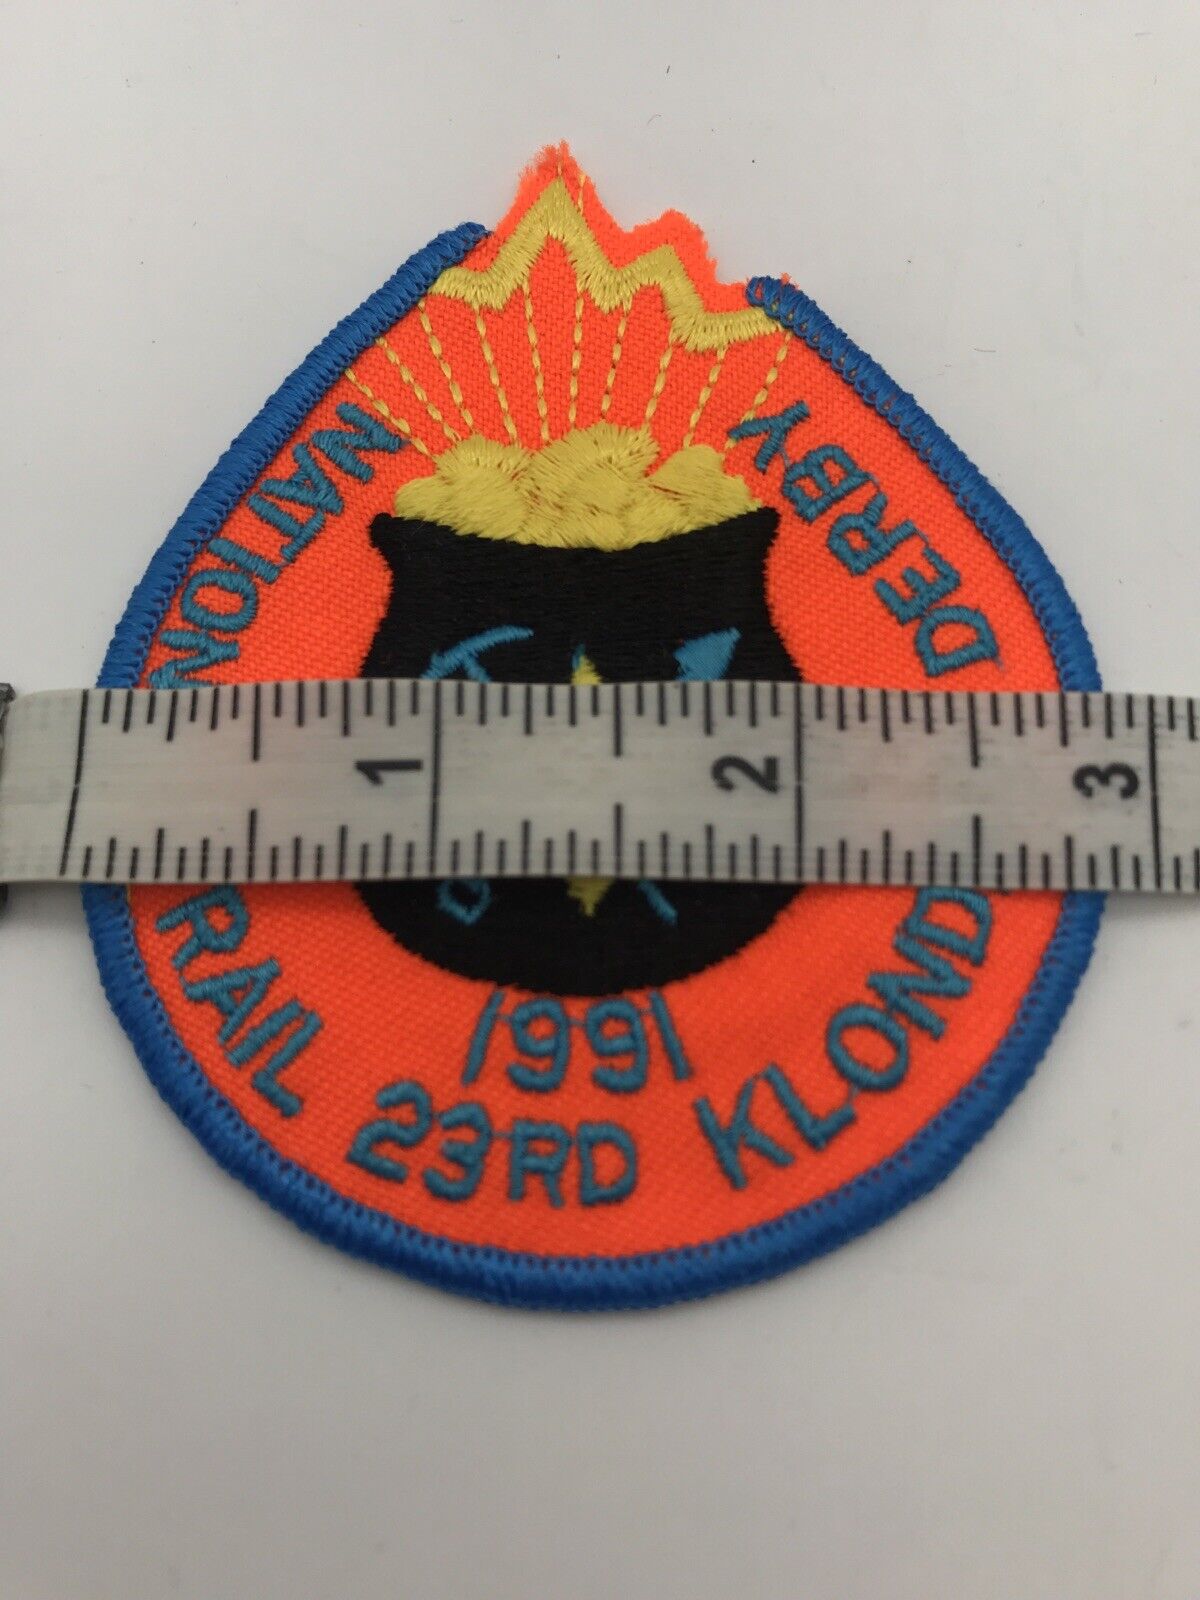 NATION
RAIL 23RD KLOND
DERBY
1991
1 2 3